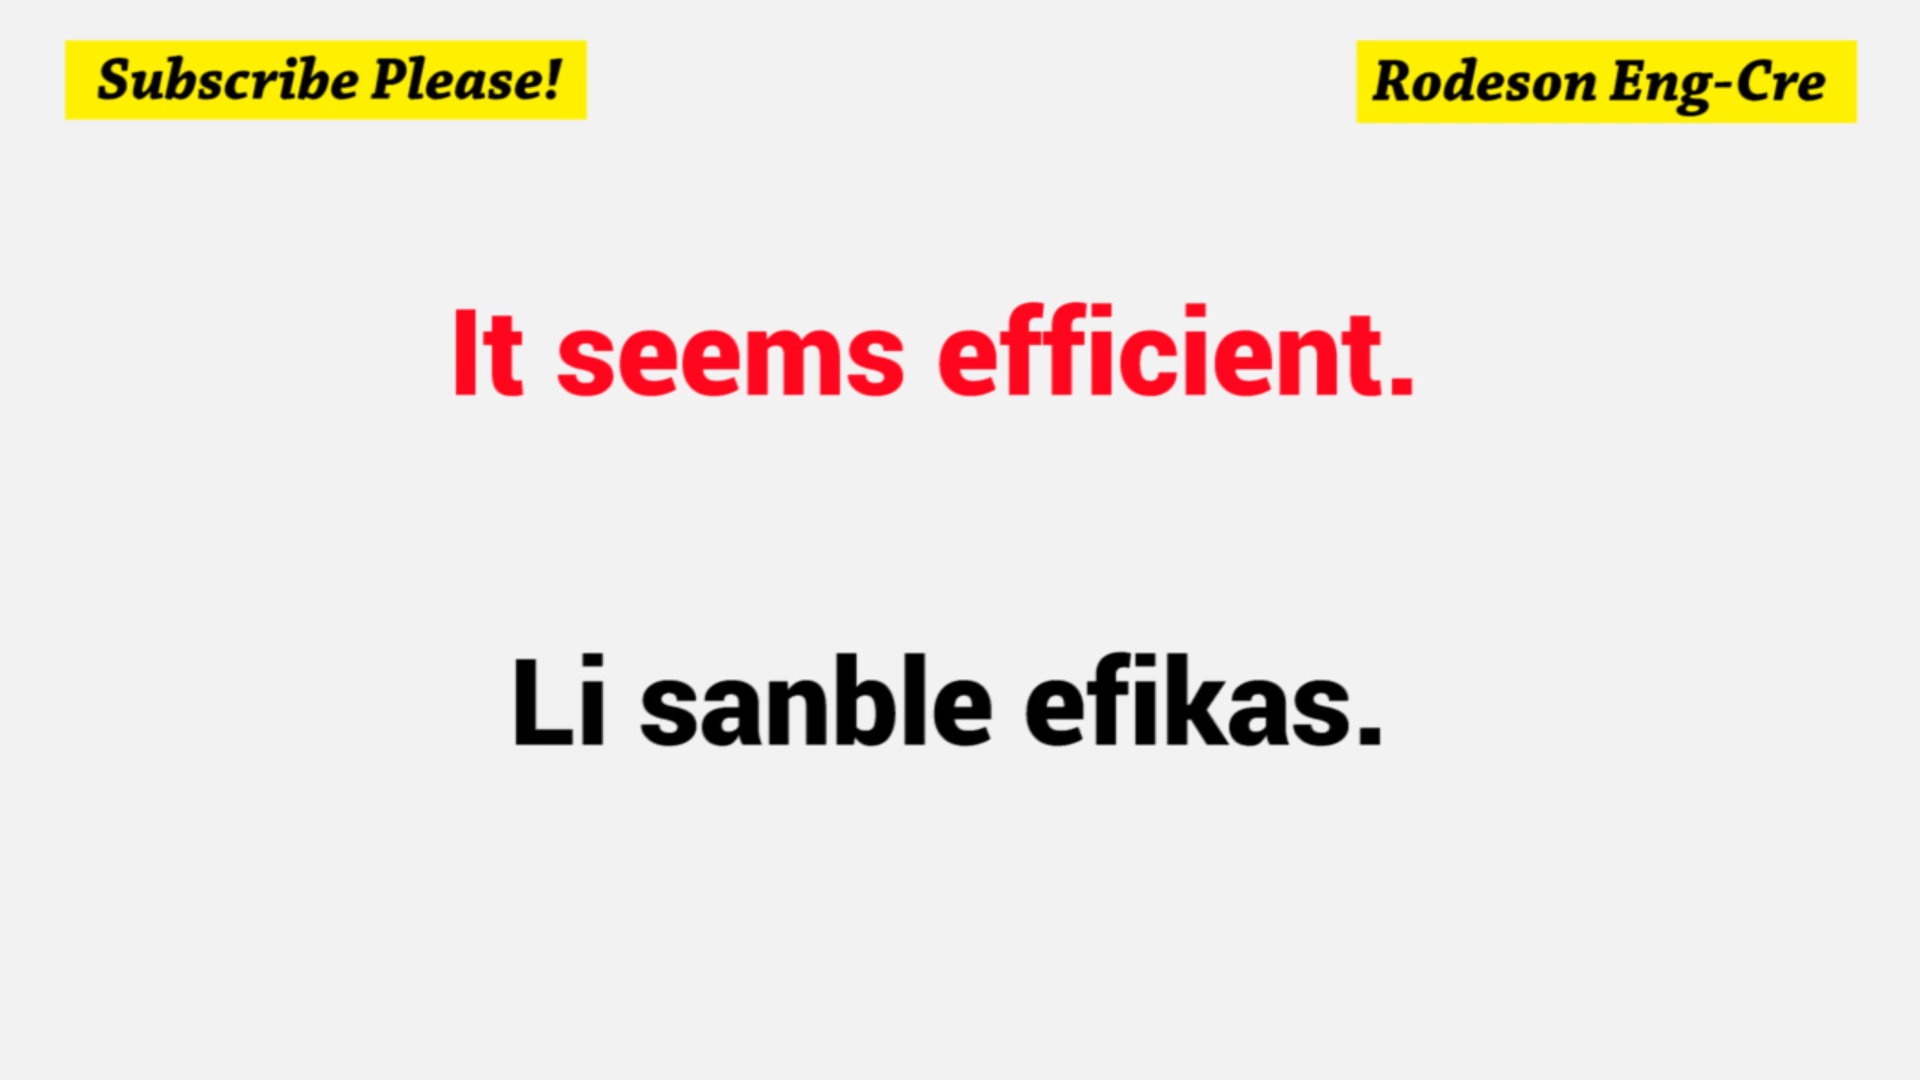 Subscribe Please!
Rodeson Eng-Cre
It seems efficient.
Li sanble efikas.